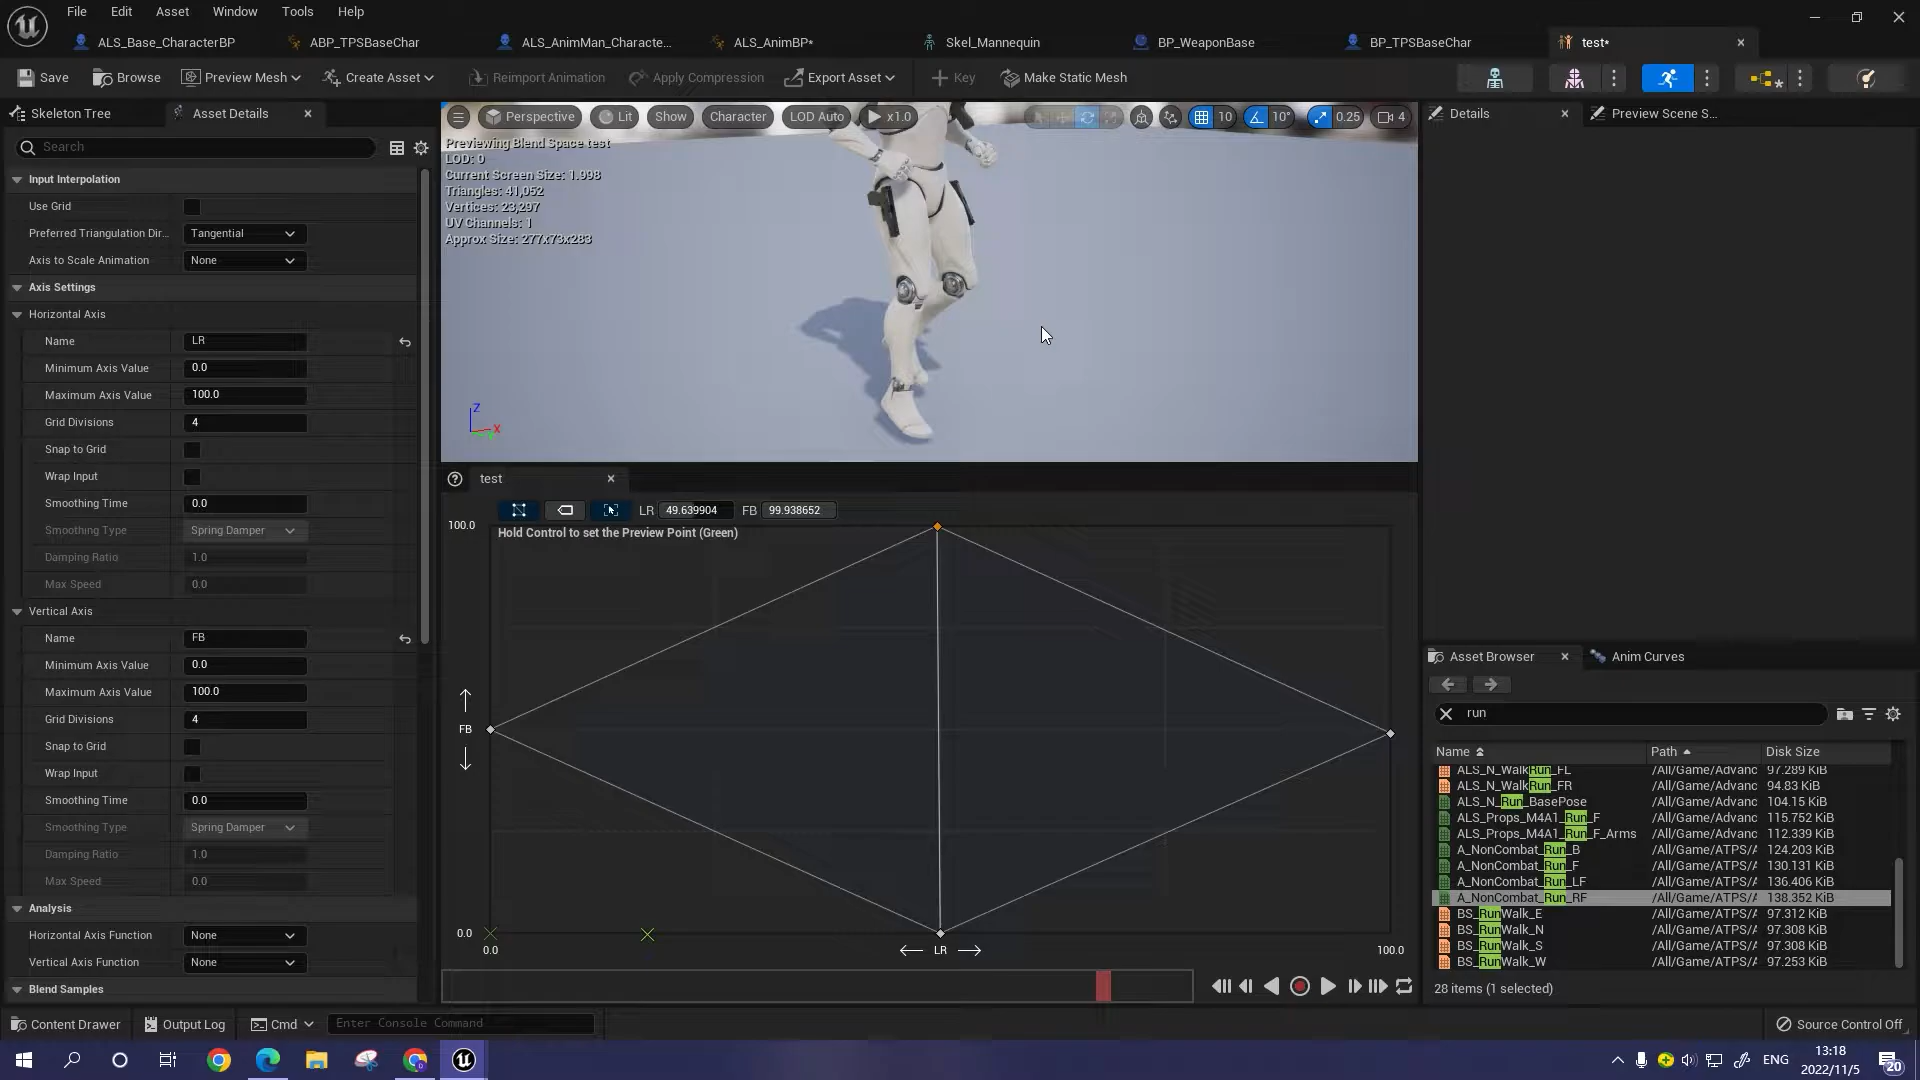 File Edit Asset Window Tools Help
ALS_Base_CharacterBP ABP_TPSBaseChar ALS_AnimMan_Characte... ALS_AnimBP* Skel_Mannequin BP_WeaponBase BP_TPSBaseChar test*
Save Browse Preview Mesh Create Asset Reimport Animation Apply Compression Export Asset Key Make Static Mesh
Skeleton Tree Asset Details
Search
Input Interpolation
Use Grid
Preferred Triangulation Dir... Tangential
Axis to Scale Animation None
Axis Settings
Horizontal Axis
Name LR
Minimum Axis Value 0.0
Maximum Axis Value 100.0
Grid Divisions 4
Snap to Grid
Wrap Input
Smoothing Time 0.0
Smoothing Type Spring Damper
Damping Ratio 1.0
Max Speed 0.0
Vertical Axis
Name FB
Minimum Axis Value 0.0
Maximum Axis Value 100.0
Grid Divisions 4
Snap to Grid
Wrap Input
Smoothing Time 0.0
Smoothing Type Spring Damper
Damping Ratio 1.0
Max Speed 0.0
Analysis
Horizontal Axis Function None
Vertical Axis Function None
Blend Samples
Perspective Lit Show Character LOD Auto x1.0 10 10° 0.25 4
Previewing Blend Space test
LOD: 0
Current Screen Size: 1.998
Triangles: 41,052
Vertices: 23,297
UV Channels: 1
Approx Size: 277x73x283
Z
X
test
LR 49.639904 FB 99.938652
100.0
Hold Control to set the Preview Point (Green)
FB
0.0
0.0 LR 100.0
Details Preview Scene S...
Asset Browser Anim Curves
run
Name Path Disk Size
ALS_N_WalkRun_FL /All/Game/Advanc 97.289 KiB
ALS_N_WalkRun_FR /All/Game/Advanc 94.83 KiB
ALS_N_Run_BasePose /All/Game/Advanc 104.15 KiB
ALS_Props_M4A1_Run_F /All/Game/Advanc 115.752 KiB
ALS_Props_M4A1_Run_F_Arms /All/Game/Advanc 112.339 KiB
A_NonCombat_Run_B /All/Game/ATPS/A 124.203 KiB
A_NonCombat_Run_F /All/Game/ATPS/A 130.131 KiB
A_NonCombat_Run_LF /All/Game/ATPS/A 136.406 KiB
A_NonCombat_Run_RF /All/Game/ATPS/A 138.352 KiB
BS_RunWalk_E /All/Game/ATPS/A 97.312 KiB
BS_RunWalk_N /All/Game/ATPS/A 97.308 KiB
BS_RunWalk_S /All/Game/ATPS/A 97.308 KiB
BS_RunWalk_W /All/Game/ATPS/A 97.253 KiB
28 items (1 selected)
Content Drawer Output Log Cmd Enter Console Command Source Control Off
ENG 13:18
2022/11/5 20